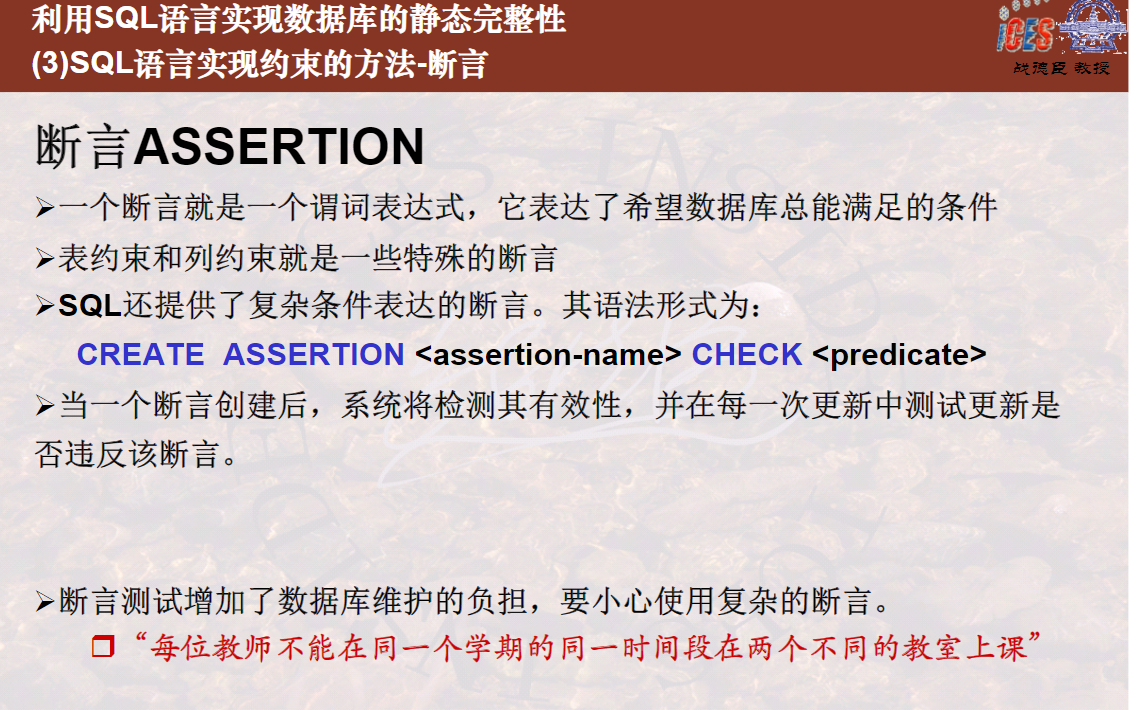 利用SQL语言实现数据库的静态完整性
(3)SQL语言实现约束的方法-断言
iCES
战德臣 教授
断言ASSERTION
➢一个断言就是一个谓词表达式，它表达了希望数据库总能满足的条件
➢表约束和列约束就是一些特殊的断言
➢SQL还提供了复杂条件表达的断言。其语法形式为：
CREATE ASSERTION <assertion-name> CHECK <predicate>
➢当一个断言创建后，系统将检测其有效性，并在每一次更新中测试更新是
否违反该断言。
➢断言测试增加了数据库维护的负担，要小心使用复杂的断言。
❒“每位教师不能在同一个学期的同一时间段在两个不同的教室上课”